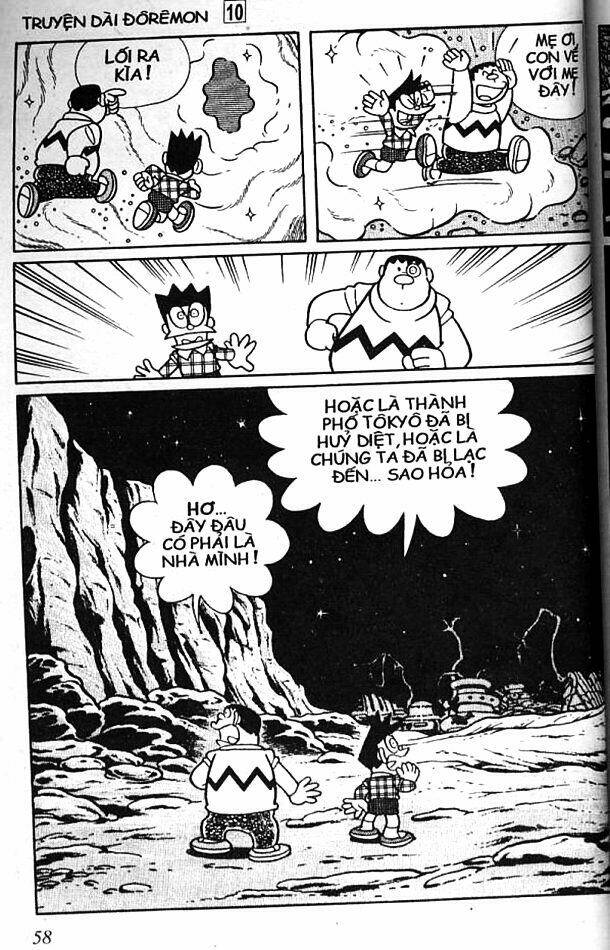 TRUYỆN DÀI ĐÔRÊMON 10
LỐI RA
KÌA!
MẸ ƠI,
CON VỀ
VỚI MẸ
ĐÂY!
HOẶC LÀ THÀNH
PHỐ TÔKYÔ ĐÃ BỊ
HUỶ DIỆT, HOẶC LÀ
CHÚNG TA ĐÃ BỊ LẠC
ĐẾN... SAO HỎA!
HƠ...
ĐÂY ĐÂU
CÓ PHẢI LÀ
NHÀ MÌNH!
58